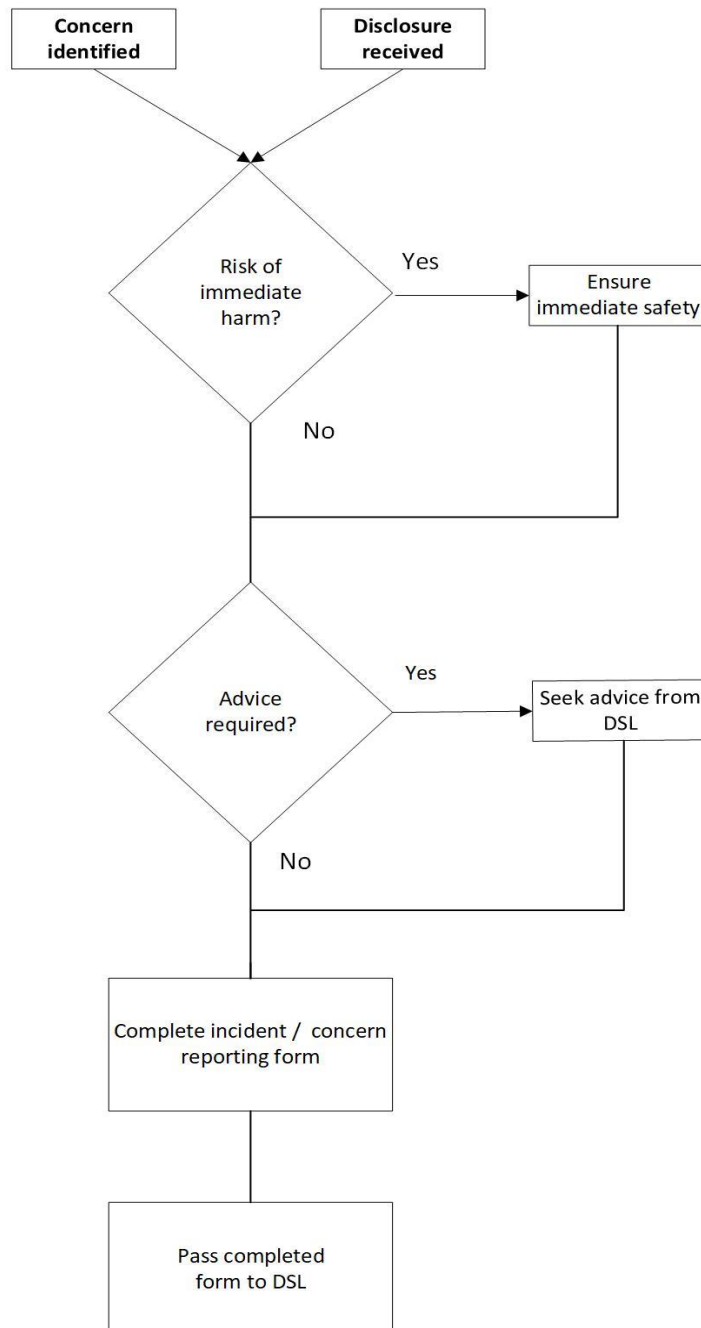 Concern
identified
Disclosure
received
Risk of
immediate
harm?
Yes
Ensure
immediate safety
No
Advice
required?
Yes
Seek advice from
DSL
No
Complete incident / concern
reporting form
Pass completed
form to DSL